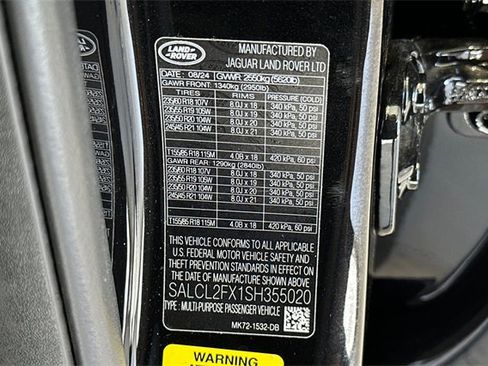 LAND
ROVER
MANUFACTURED BY
JAGUAR LAND ROVER LTD
DATE : 08/24 GVWR 2550kg (5620lb)
GAWR FRONT 1340kg (2950lb)
TIRES RIMS PRESSURE (COLD)
235/60 R18 107V 8.0J x 18 340 kPa, 50 psi
235/55 R19 105W 8.0J x 19 340 kPa, 50 psi
235/50 R20 104W 8.0J x 20 340 kPa, 50 psi
245/45 R21 104W 8.0J x 21 340 kPa, 50 psi
T155/85 R18 115M 4.0B x 18 420 kPa, 60 psi
GAWR REAR 1290kg (2840lb)
235/60 R18 107V 8.0J x 18 340 kPa, 50 psi
235/55 R19 105W 8.0J x 19 340 kPa, 50 psi
235/50 R20 104W 8.0J x 20 340 kPa, 50 psi
245/45 R21 104W 8.0J x 21 340 kPa, 50 psi
T155/85 R18 115M 4.0B x 18 420 kPa, 60 psi
THIS VEHICLE CONFORMS TO ALL APPLICABLE
U.S. FEDERAL MOTOR VEHICLE SAFETY AND
THEFT PREVENTION STANDARDS IN EFFECT ON
THE DATE OF MANUFACTURE SHOWN ABOVE.
SALCL2FX1SH355020
TYPE : MULTI-PURPOSE PASSENGER VEHICLE
MK72-1532-DB
WARNING